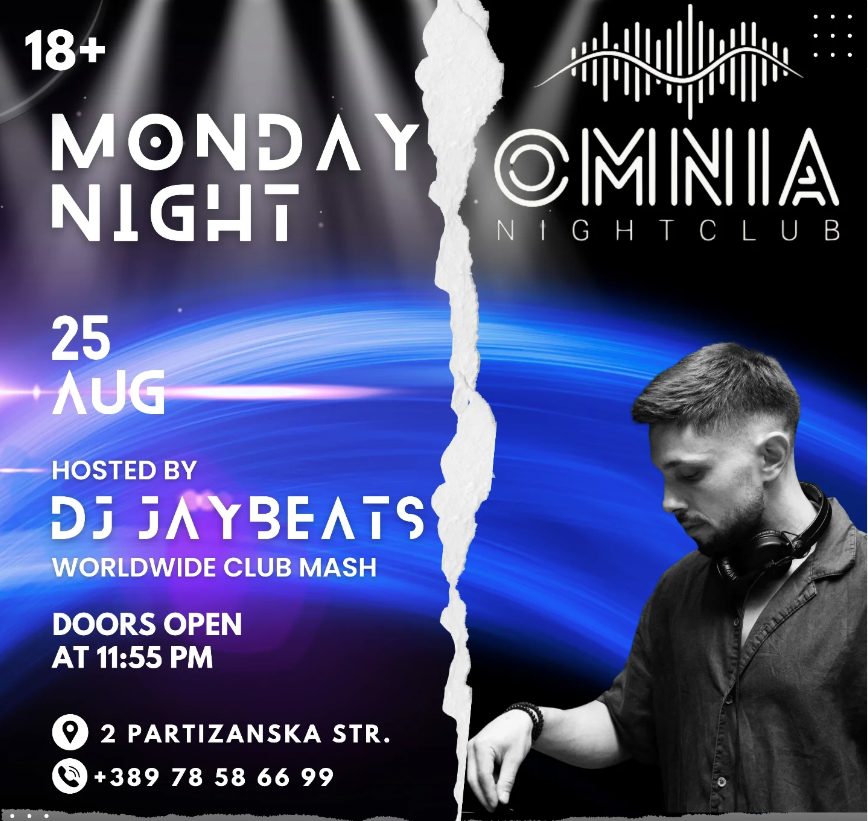 18+
MONDAY
NIGHT
OMNIA
NIGHTCLUB
25
AUG
HOSTED BY
DJ JAYBEATS
WORLDWIDE CLUB MASH
DOORS OPEN
AT 11:55 PM
2 PARTIZANSKA STR.
+389 78 58 66 99